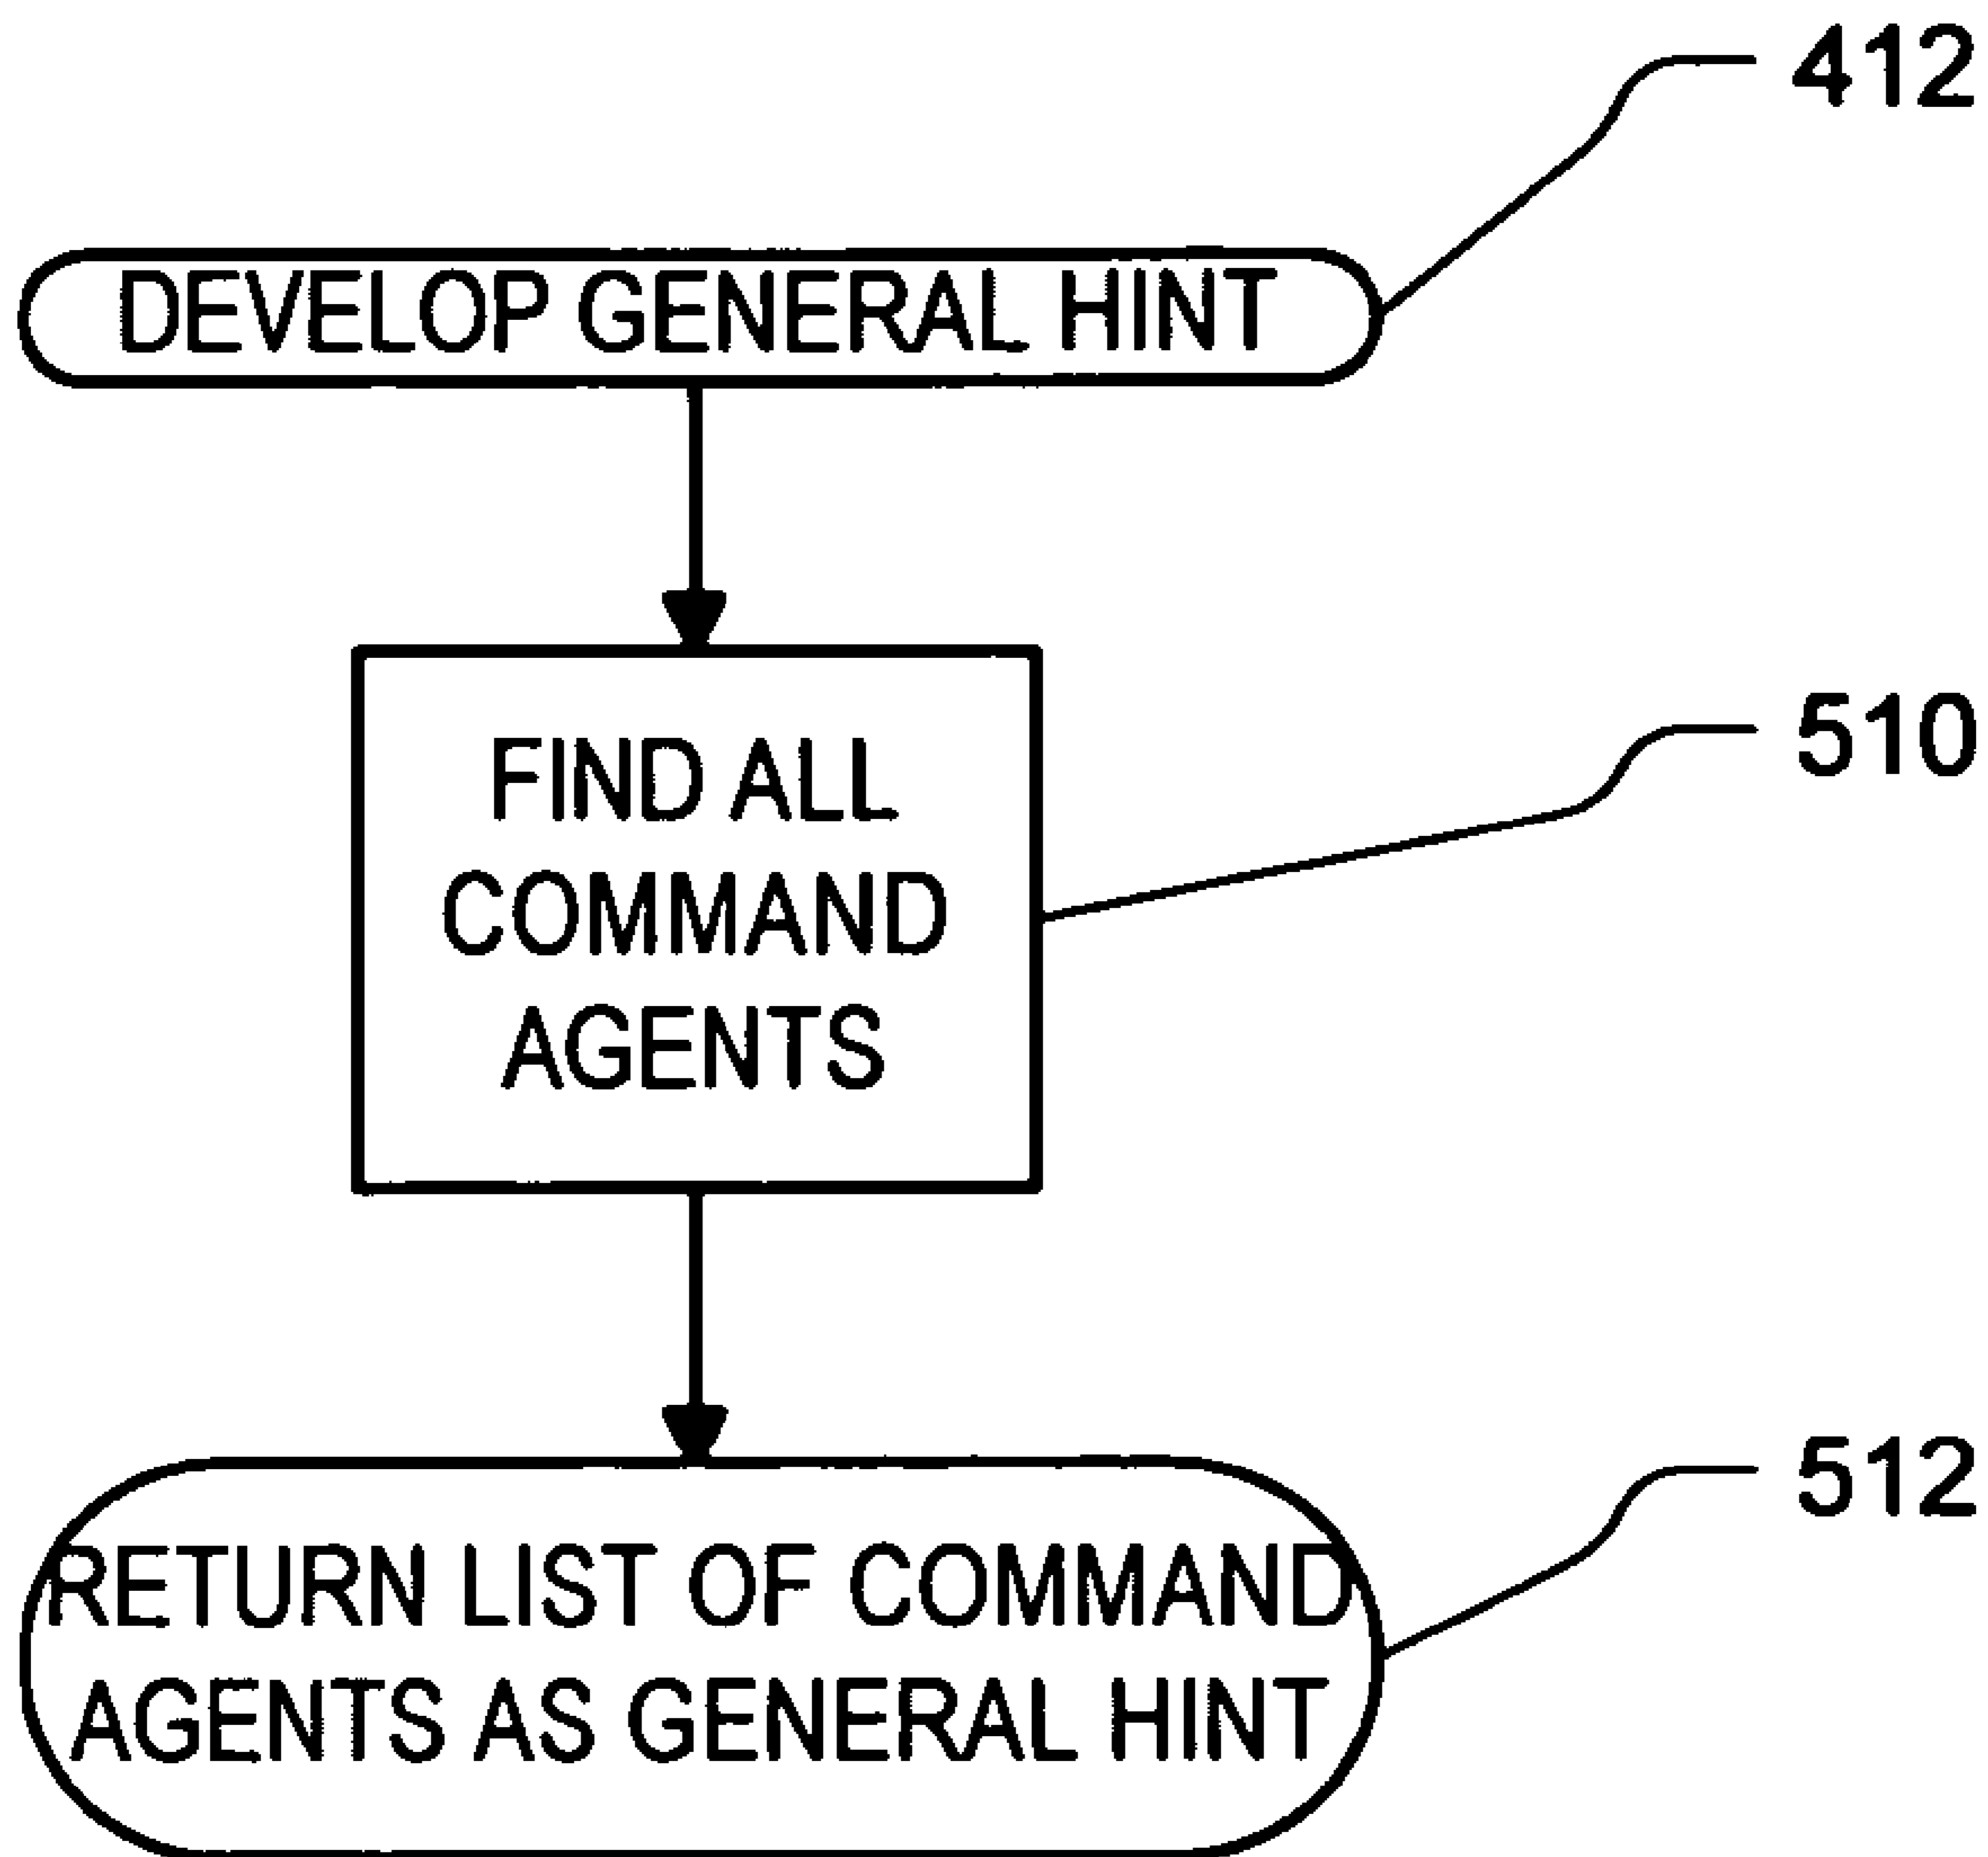 412
DEVELOP GENERAL HINT
510
FIND ALL
COMMAND
AGENTS
512
RETURN LIST OF COMMAND
AGENTS AS GENERAL HINT